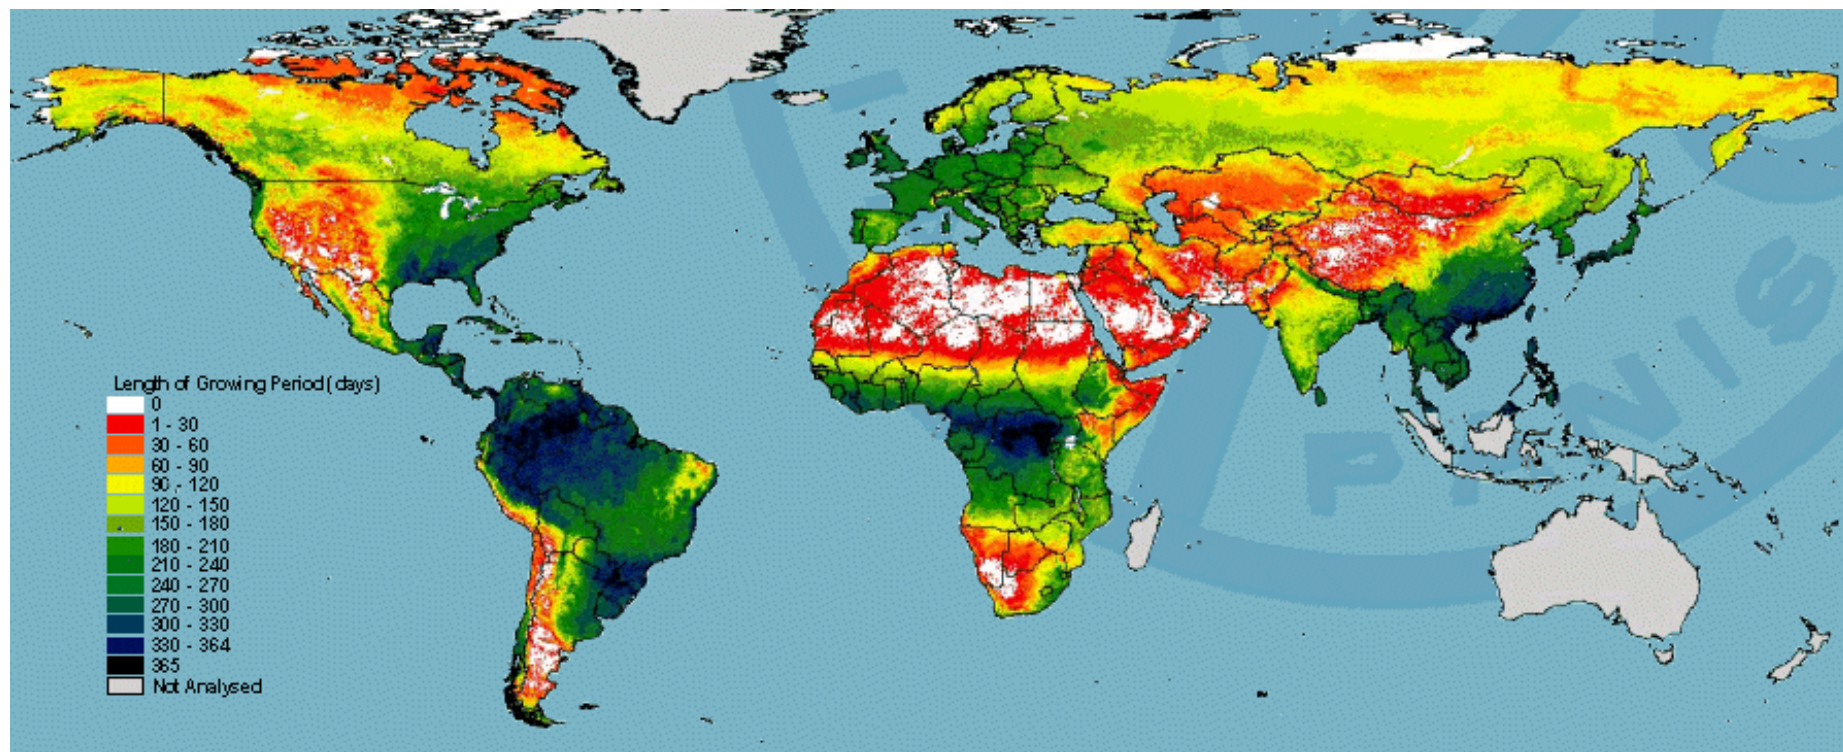 Length of Growing Period (days)
0
1 - 30
30 - 60
60 - 90
90 - 120
120 - 150
150 - 180
180 - 210
210 - 240
240 - 270
270 - 300
300 - 330
330 - 364
365
Not Analysed
PANIS